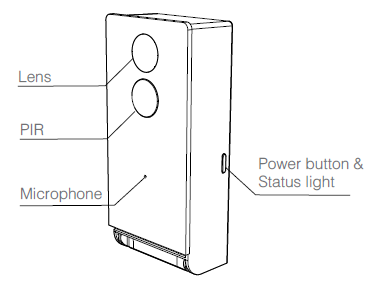 Lens
PIR
Microphone
Power button &
Status light